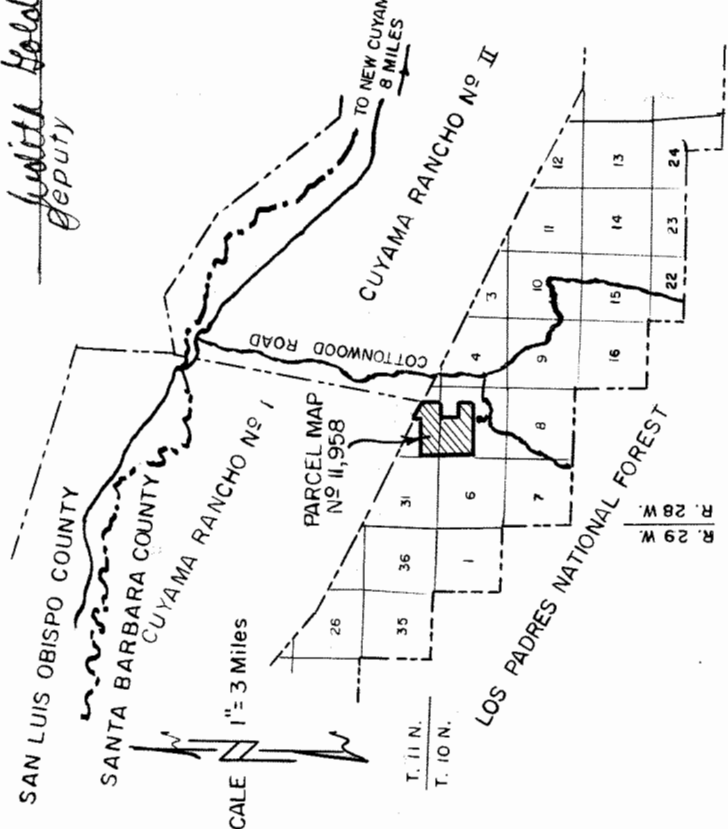 Judith
Deputy
SAN LUIS OBISPO COUNTY
SANTA BARBARA COUNTY
CUYAMA RANCHO Nº I
CUYAMA RANCHO Nº II
TO NEW CUYAM
8 MILES
COTTONWOOD ROAD
PARCEL MAP
Nº 11,958
CALE 1"= 3 Miles
12
11
13
3
10
14
24
4
23
9
15
22
31
16
8
36
6
26
7
35
1
T. 11 N.
T. 10 N.
LOS PADRES NATIONAL FOREST
R. 29 W.
R. 28 W.